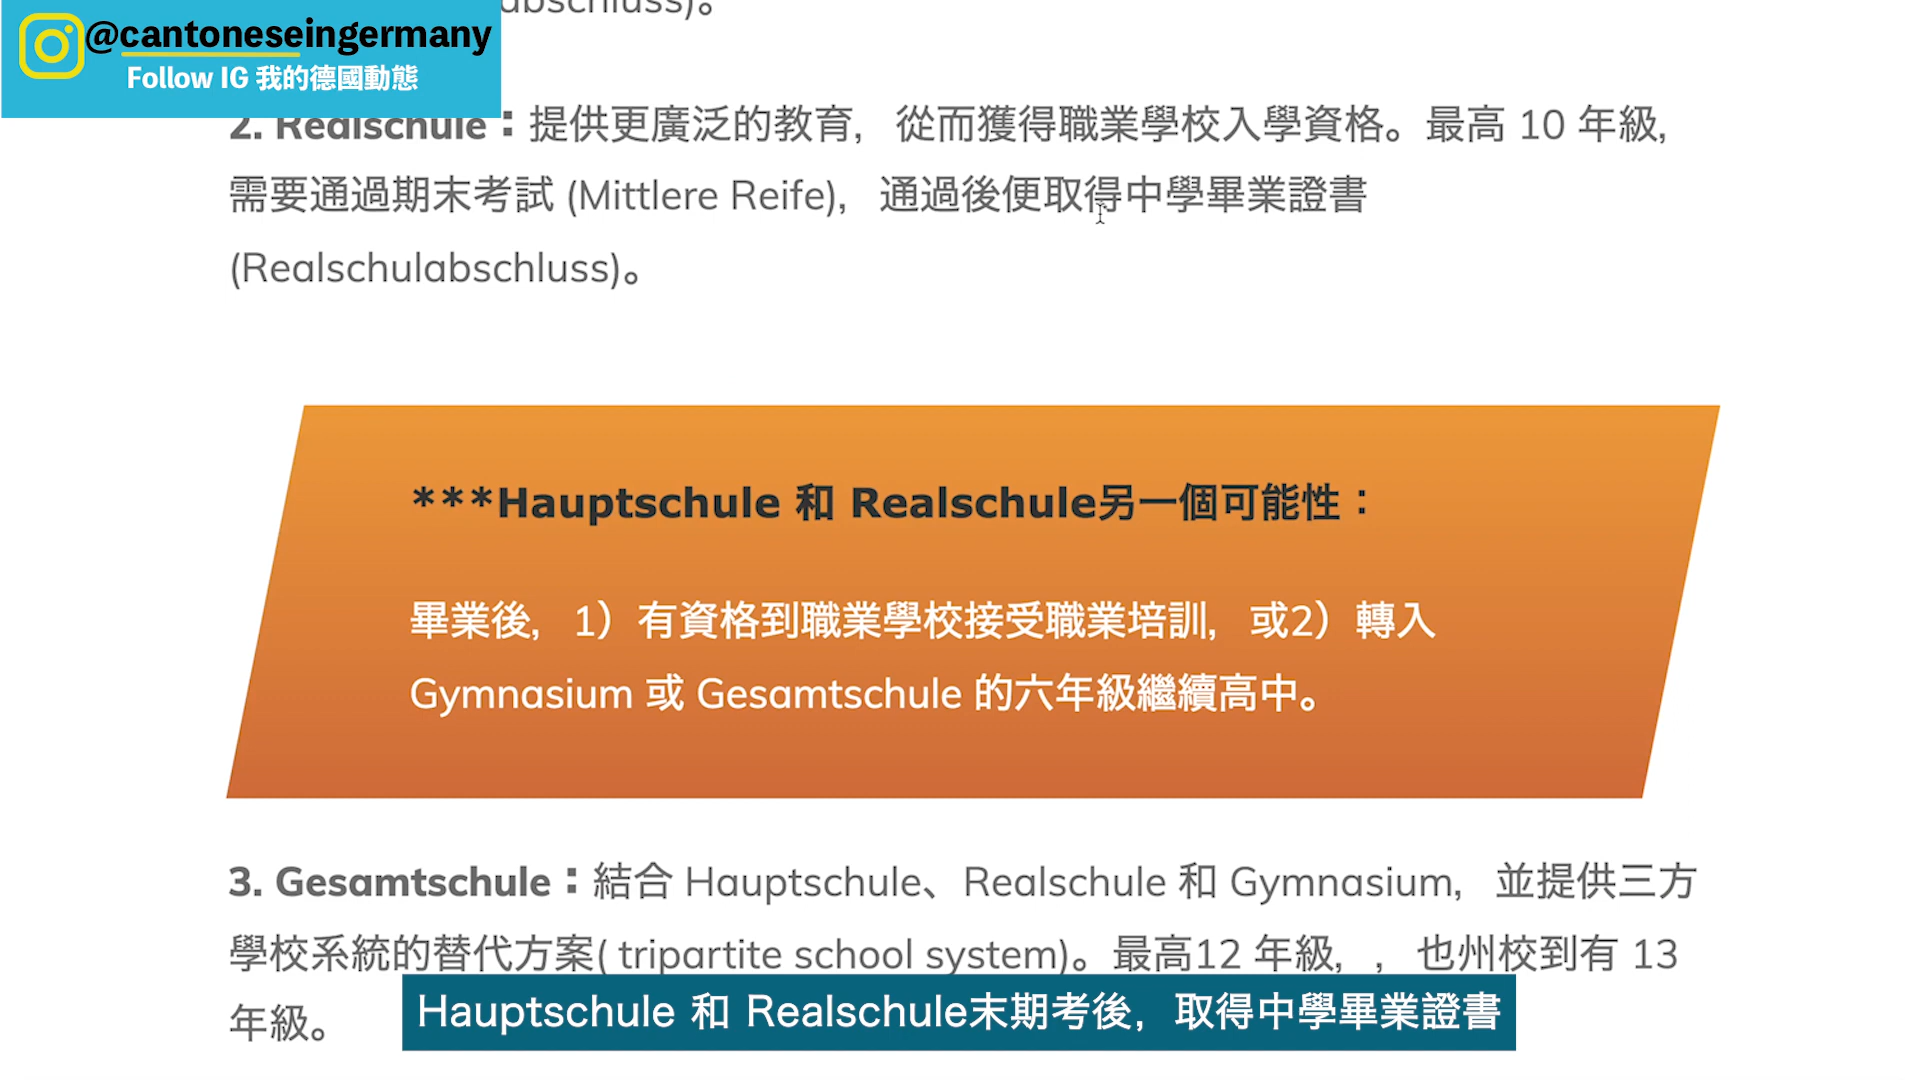 abschluss)。
@cantoneseingermany
Follow IG 我的德國動態
2. Realschule：提供更廣泛的教育，從而獲得職業學校入學資格。最高 10 年級，
需要通過期末考試 (Mittlere Reife)，通過後便取得中學畢業證書
(Realschulabschluss)。
***Hauptschule 和 Realschule另一個可能性：
畢業後，1）有資格到職業學校接受職業培訓，或2）轉入
Gymnasium 或 Gesamtschule 的六年級繼續高中。
3. Gesamtschule：結合 Hauptschule、Realschule 和 Gymnasium，並提供三方
學校系統的替代方案( tripartite school system)。最高12 年級，，也州校到有 13
年級。
Hauptschule 和 Realschule末期考後，取得中學畢業證書